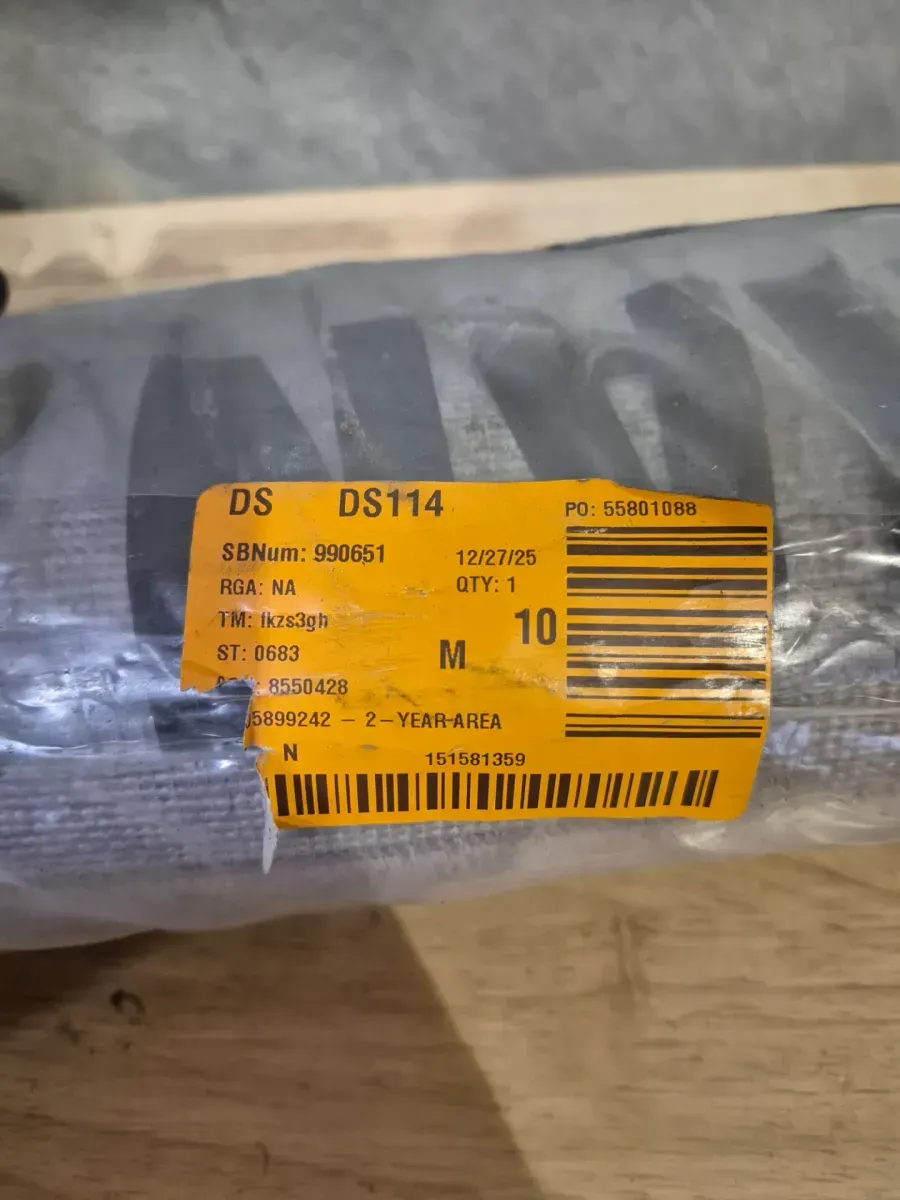 DS DS114
PO: 55801088
SBNum: 990651
12/27/25
RGA: NA
QTY: 1
TM: lkzs3gh
10
ST: 0683
M
8550428
5899242 - 2-YEAR AREA
N
151581359